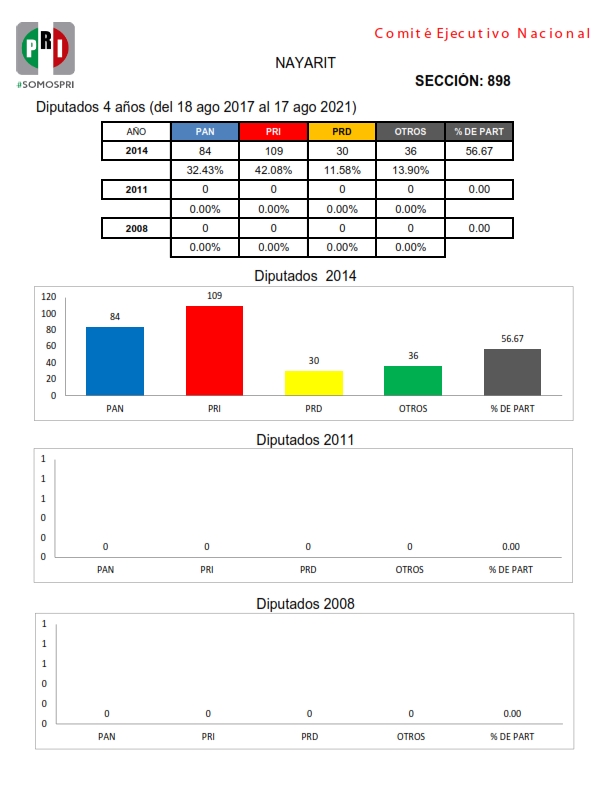 Comité Ejecutivo Nacional
PRI
#SOMOSPRI
NAYARIT
SECCIÓN: 898
Diputados 4 años (del 18 ago 2017 al 17 ago 2021)
AÑO PAN PRI PRD OTROS % DE PART
2014 84 109 30 36 56.67
32.43% 42.08% 11.58% 13.90%
2011 0 0 0 0 0.00
0.00% 0.00% 0.00% 0.00%
2008 0 0 0 0 0.00
0.00% 0.00% 0.00% 0.00%
Diputados 2014
120
100
80
60
40
20
0
84 109 30 36 56.67
PAN PRI PRD OTROS % DE PART
Diputados 2011
1
1
1
0
0
0
0 0 0 0 0.00
PAN PRI PRD OTROS % DE PART
Diputados 2008
1
1
1
0
0
0
0 0 0 0 0.00
PAN PRI PRD OTROS % DE PART